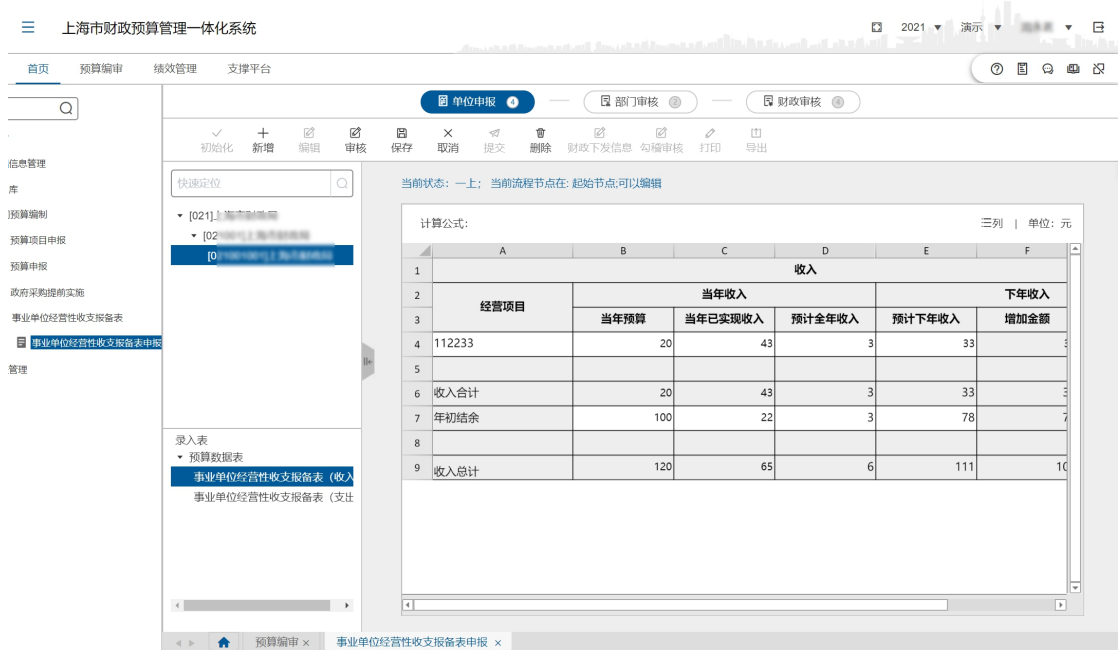 上海市财政预算管理一体化系统
2021 演示
首页 预算编审 绩效管理 支撑平台
单位申报 4 部门审核 2 财政审核 4
初始化 新增 编辑 审核 保存 取消 提交 删除 财政下发信息 勾稽审核 打印 导出
信息管理
库
预算编制
预算项目申报
预算申报
政府采购提前实施
事业单位经营性收支报备表
事业单位经营性收支报备表申报
管理
快速定位
[021]
[02
[0
录入表
预算数据表
事业单位经营性收支报备表（收入
事业单位经营性收支报备表（支出
当前状态：一上； 当前流程节点在: 起始节点;可以编辑
计算公式: 三列 | 单位: 元
A B C D E F
1 收入
2 经营项目 当年收入 下年收入
3 当年预算 当年已实现收入 预计全年收入 预计下年收入 增加金额
4 112233 20 43 3 33
5
6 收入合计 20 43 3 33
7 年初结余 100 22 3 78
8
9 收入总计 120 65 6 111 10
预算编审 × 事业单位经营性收支报备表申报 ×